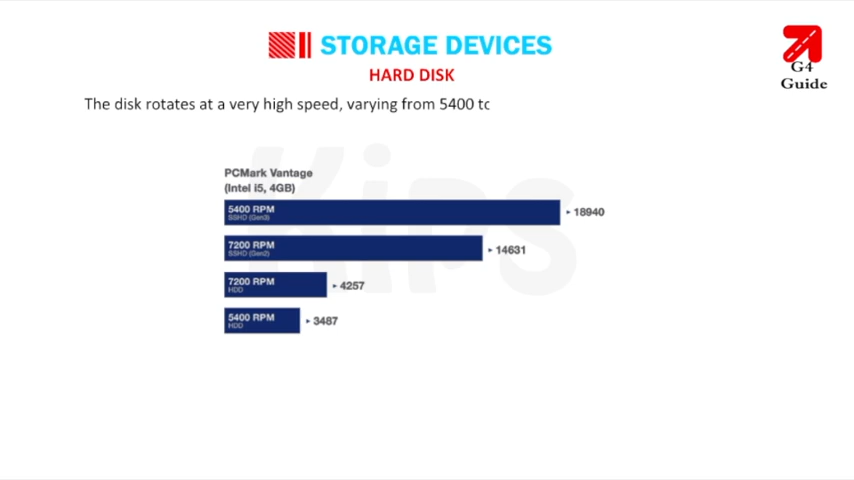 STORAGE DEVICES
HARD DISK
G4
Guide
The disk rotates at a very high speed, varying from 5400 to
Kips
PCMark Vantage
(Intel i5, 4GB)
5400 RPM
SSHD (Gen3)
18940
7200 RPM
SSHD (Gen2)
14631
7200 RPM
HDD
4257
5400 RPM
HDD
3487